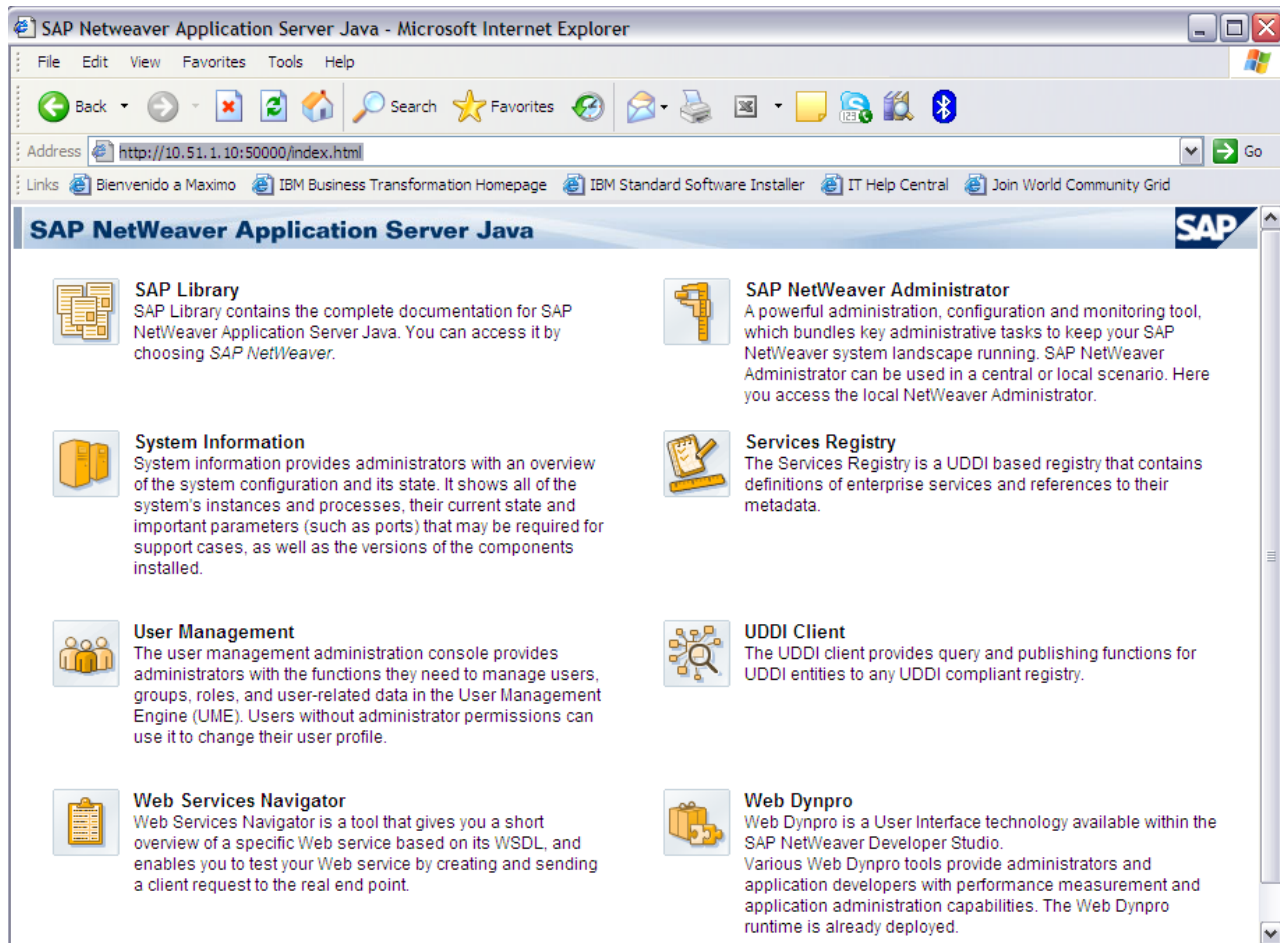 SAP Netweaver Application Server Java - Microsoft Internet Explorer
File Edit View Favorites Tools Help
Back Search Favorites
Address http://10.51.1.10:50000/index.html Go
Links Bienvenido a Maximo IBM Business Transformation Homepage IBM Standard Software Installer IT Help Central Join World Community Grid
SAP NetWeaver Application Server Java
SAP
SAP Library
SAP Library contains the complete documentation for SAP
NetWeaver Application Server Java. You can access it by
choosing SAP NetWeaver.
SAP NetWeaver Administrator
A powerful administration, configuration and monitoring tool,
which bundles key administrative tasks to keep your SAP
NetWeaver system landscape running. SAP NetWeaver
Administrator can be used in a central or local scenario. Here
you access the local NetWeaver Administrator.
System Information
System information provides administrators with an overview
of the system configuration and its state. It shows all of the
system's instances and processes, their current state and
important parameters (such as ports) that may be required for
support cases, as well as the versions of the components
installed.
Services Registry
The Services Registry is a UDDI based registry that contains
definitions of enterprise services and references to their
metadata.
User Management
The user management administration console provides
administrators with the functions they need to manage users,
groups, roles, and user-related data in the User Management
Engine (UME). Users without administrator permissions can
use it to change their user profile.
UDDI Client
The UDDI client provides query and publishing functions for
UDDI entities to any UDDI compliant registry.
Web Services Navigator
Web Services Navigator is a tool that gives you a short
overview of a specific Web service based on its WSDL, and
enables you to test your Web service by creating and sending
a client request to the real end point.
Web Dynpro
Web Dynpro is a User Interface technology available within the
SAP NetWeaver Developer Studio.
Various Web Dynpro tools provide administrators and
application developers with performance measurement and
application administration capabilities. The Web Dynpro
runtime is already deployed.